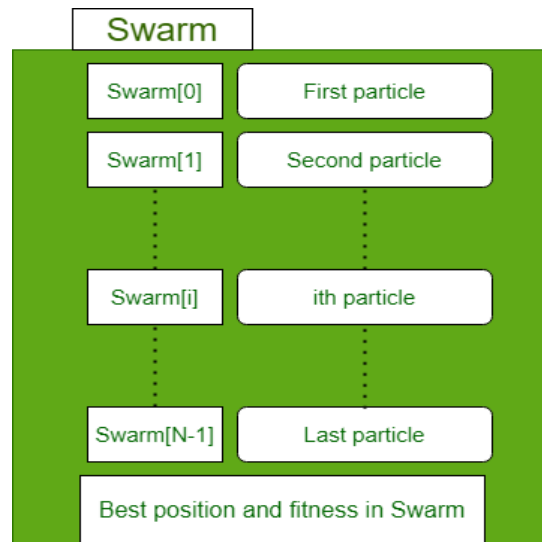 Swarm
Swarm[0] First particle
Swarm[1] Second particle
Swarm[i] ith particle
Swarm[N-1] Last particle
Best position and fitness in Swarm